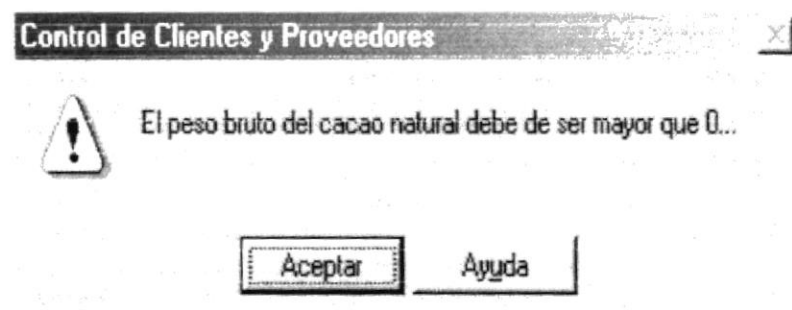 Control de Clientes y Proveedores
El peso bruto del cacao natural debe de ser mayor que 0...
Aceptar Ayuda